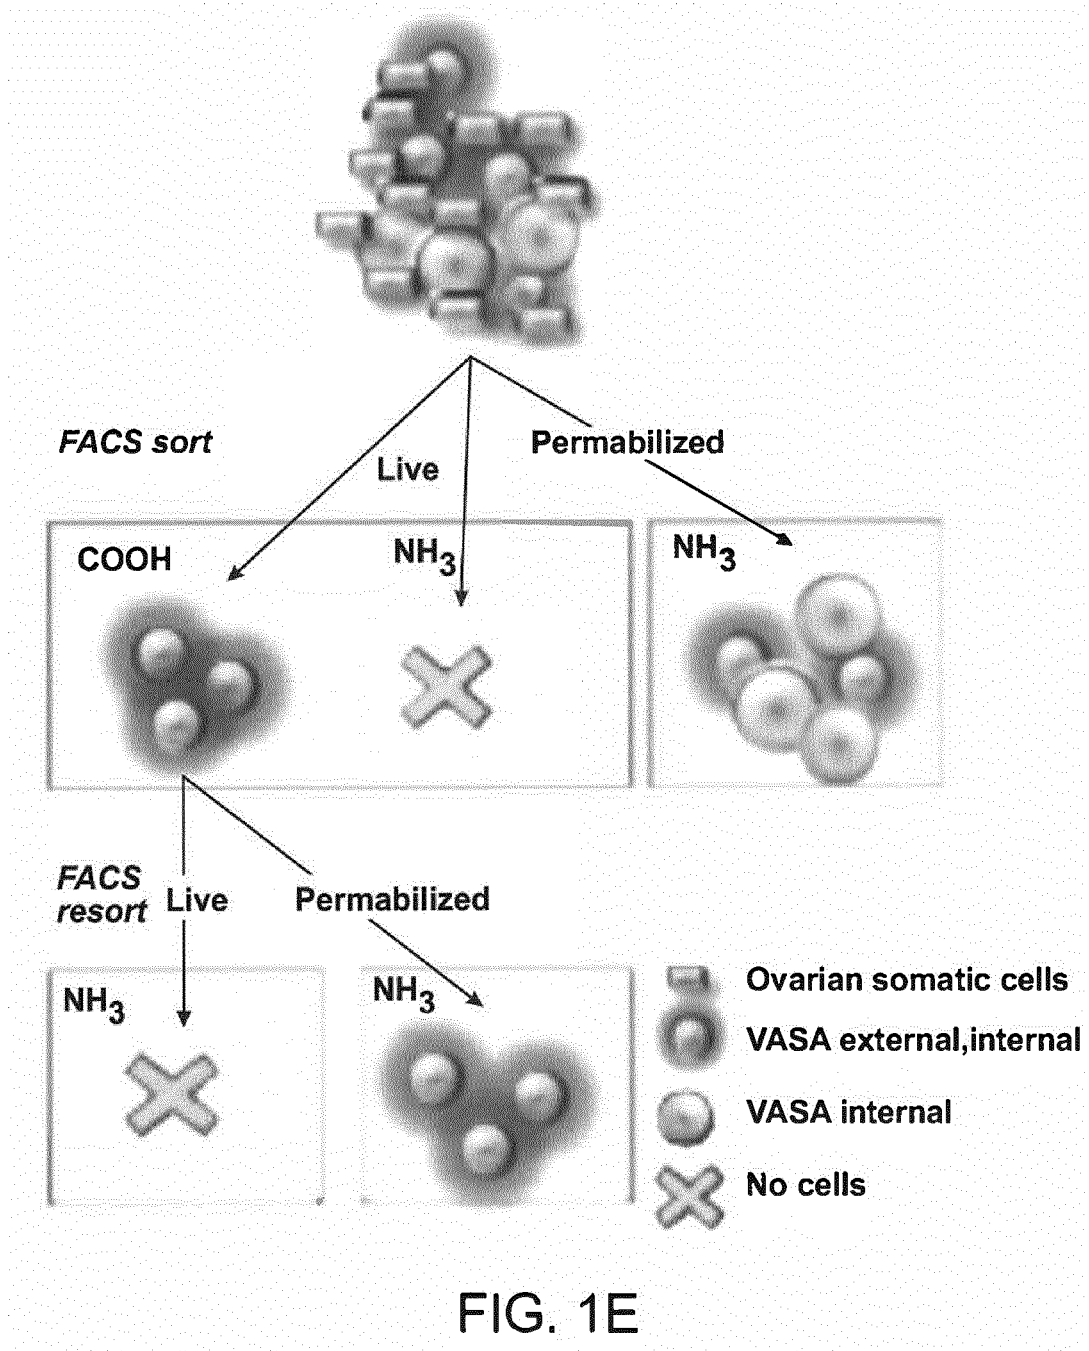 FACS sort
Permabilized
Live
COOH
NH3
NH3
FACS
resort
Live
Permabilized
NH3
NH3
Ovarian somatic cells
VASA external,internal
VASA internal
No cells
FIG. 1E